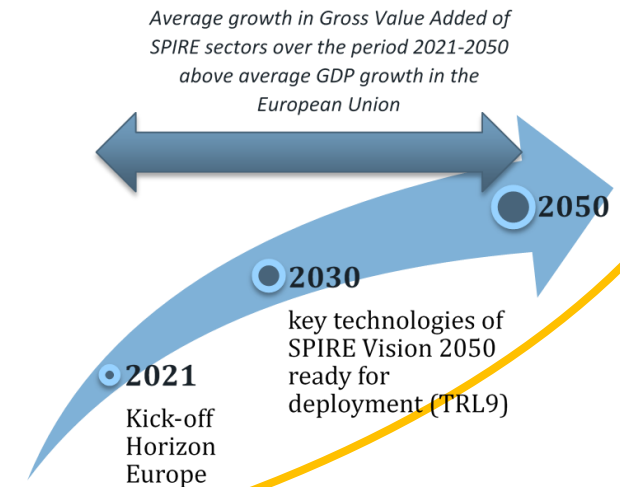 Average growth in Gross Value Added of
SPIRE sectors over the period 2021-2050
above average GDP growth in the
European Union
2050
2030
key technologies of
SPIRE Vision 2050
ready for
deployment (TRL9)
2021
Kick-off
Horizon
Europe